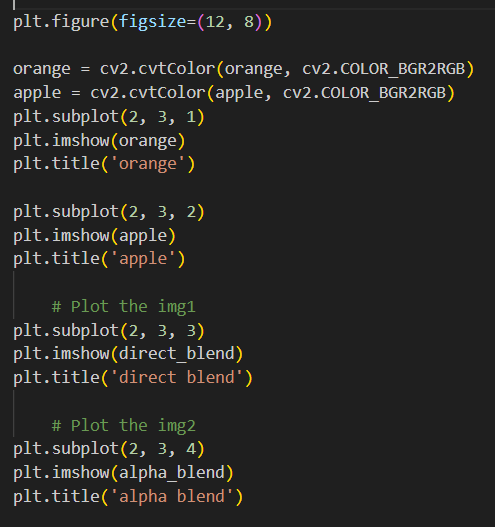 plt.figure(figsize=(12, 8))
orange = cv2.cvtColor(orange, cv2.COLOR_BGR2RGB)
apple = cv2.cvtColor(apple, cv2.COLOR_BGR2RGB)
plt.subplot(2, 3, 1)
plt.imshow(orange)
plt.title('orange')
plt.subplot(2, 3, 2)
plt.imshow(apple)
plt.title('apple')
# Plot the img1
plt.subplot(2, 3, 3)
plt.imshow(direct_blend)
plt.title('direct blend')
# Plot the img2
plt.subplot(2, 3, 4)
plt.imshow(alpha_blend)
plt.title('alpha blend')